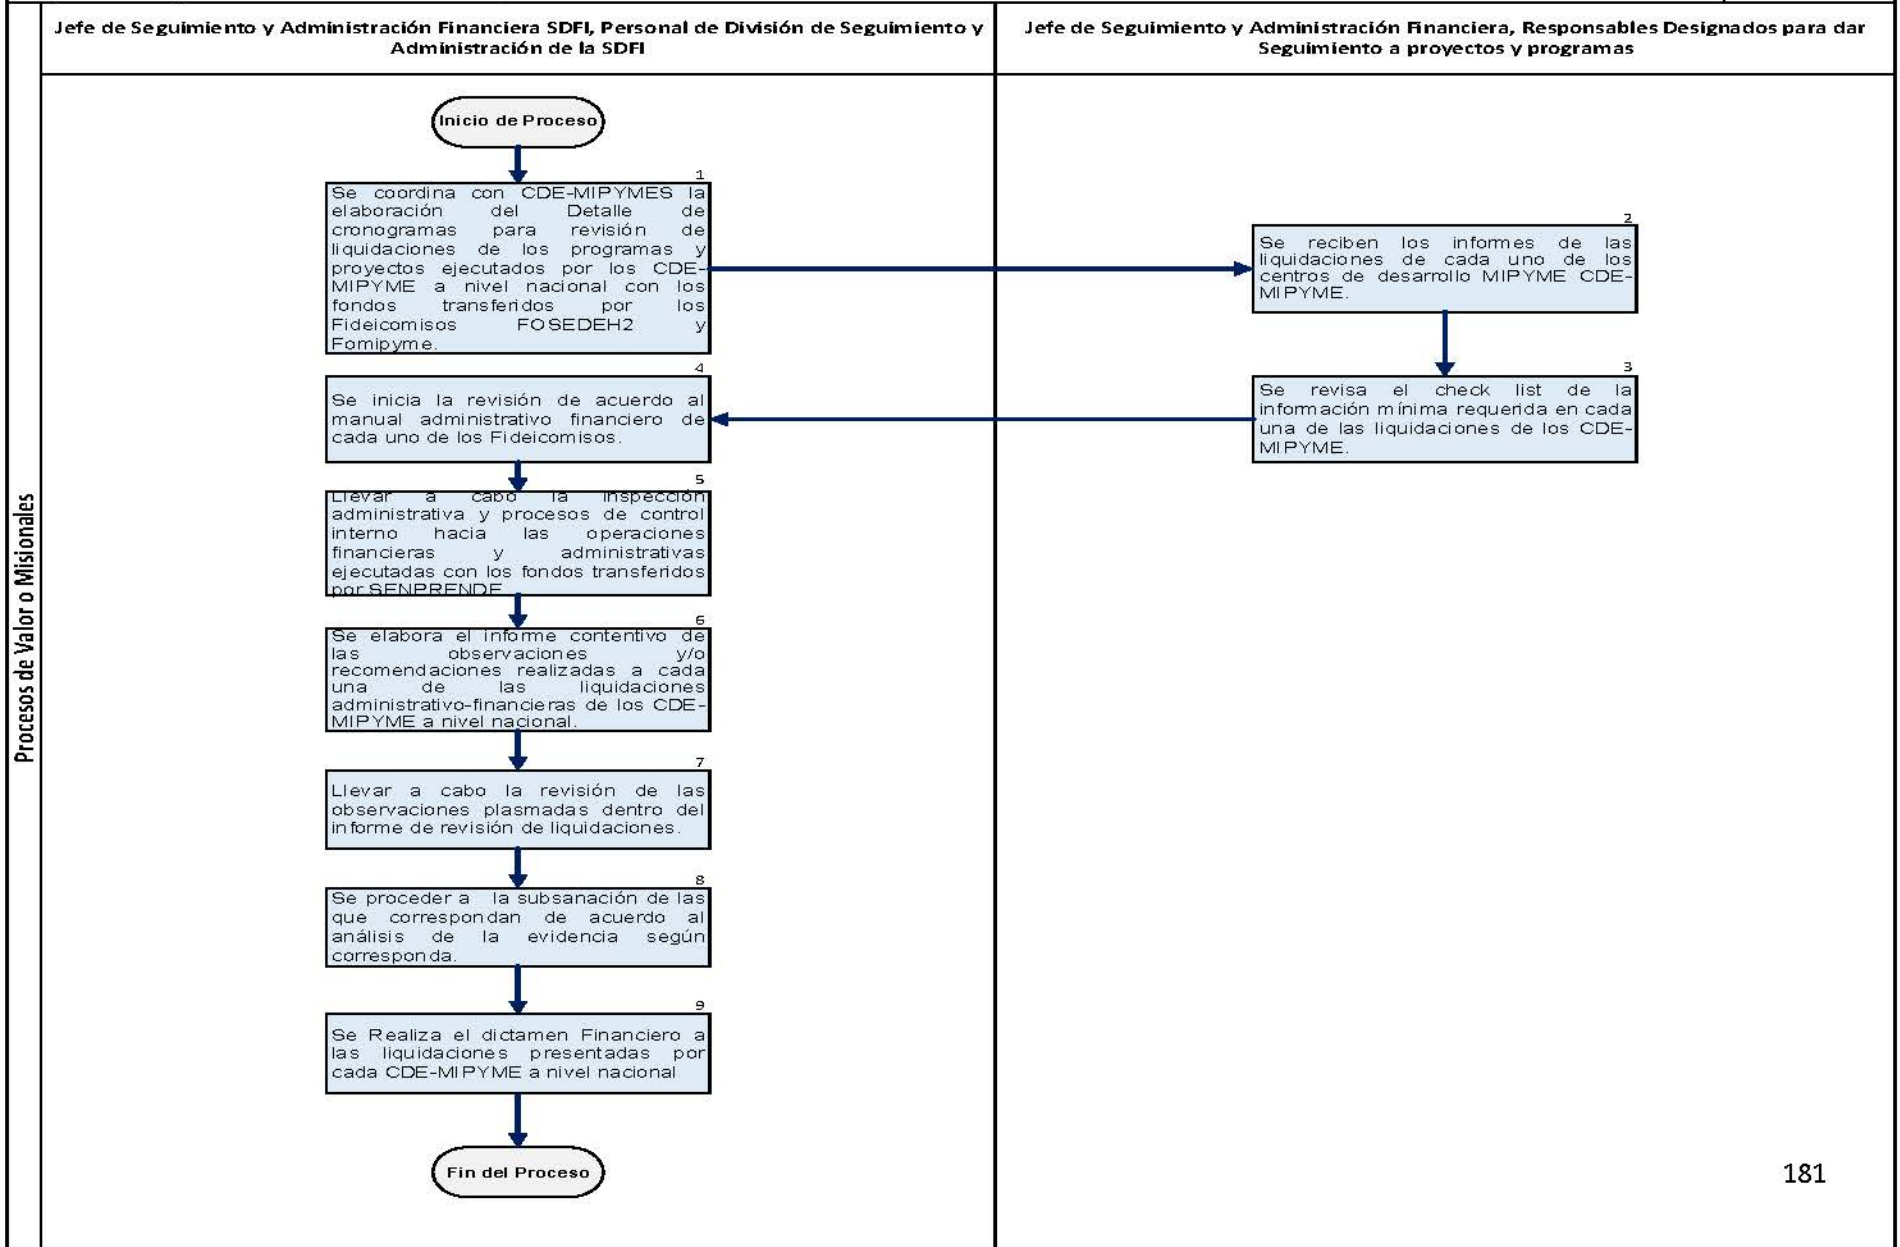 Jefe de Seguimiento y Administración Financiera SDFI, Personal de División de Seguimiento y
Administración de la SDFI
Jefe de Seguimiento y Administración Financiera, Responsables Designados para dar
Seguimiento a proyectos y programas
Procesos de Valor o Misionales
Inicio de Proceso
1
Se coordina con CDE-MIPYMES la
elaboración del Detalle de
cronogramas para revisión de
liquidaciones de los programas y
proyectos ejecutados por los CDE-
MIPYME a nivel nacional con los
fondos transferidos por los
Fideicomisos FOSEDEH2 y
Fomipyme.
2
Se reciben los informes de las
liquidaciones de cada uno de los
centros de desarrollo MIPYME CDE-
MIPYME.
3
Se revisa el check list de la
información mínima requerida en cada
una de las liquidaciones de los CDE-
MIPYME.
4
Se inicia la revisión de acuerdo al
manual administrativo financiero de
cada uno de los Fideicomisos.
5
Llevar a cabo la inspección
administrativa y procesos de control
interno hacia las operaciones
financieras y administrativas
ejecutadas con los fondos transferidos
por SENPRENDE
6
Se elabora el informe contentivo de
las observaciones y/o
recomendaciones realizadas a cada
una de las liquidaciones
administrativo-financieras de los CDE-
MIPYME a nivel nacional.
7
Llevar a cabo la revisión de las
observaciones plasmadas dentro del
informe de revisión de liquidaciones.
8
Se proceder a la subsanación de las
que correspondan de acuerdo al
análisis de la evidencia según
corresponda.
9
Se Realiza el dictamen Financiero a
las liquidaciones presentadas por
cada CDE-MIPYME a nivel nacional
Fin del Proceso
181